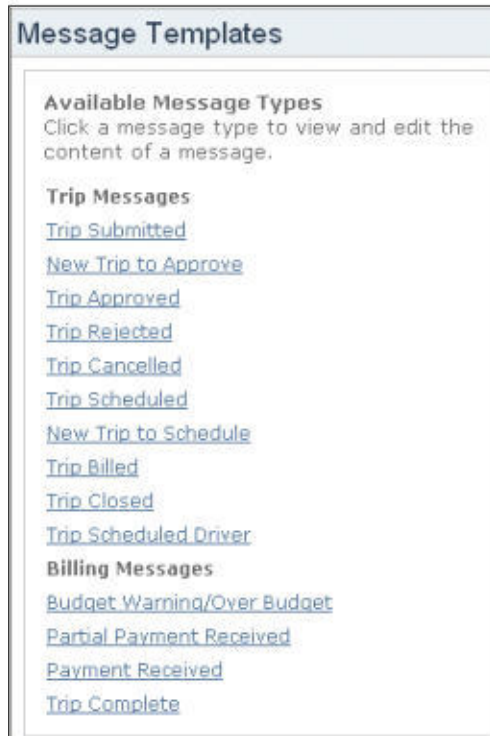 Message Templates
Available Message Types
Click a message type to view and edit the
content of a message.
Trip Messages
Trip Submitted
New Trip to Approve
Trip Approved
Trip Rejected
Trip Cancelled
Trip Scheduled
New Trip to Schedule
Trip Billed
Trip Closed
Trip Scheduled Driver
Billing Messages
Budget Warning/Over Budget
Partial Payment Received
Payment Received
Trip Complete